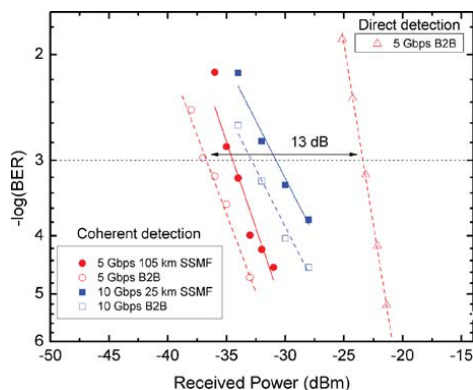 Direct detection
5 Gbps B2B
13 dB
Coherent detection
5 Gbps 105 km SSMF
5 Gbps B2B
10 Gbps 25 km SSMF
10 Gbps B2B
-log(BER)
2
3
4
5
6
-50 -45 -40 -35 -30 -25 -20 -15
Received Power (dBm)